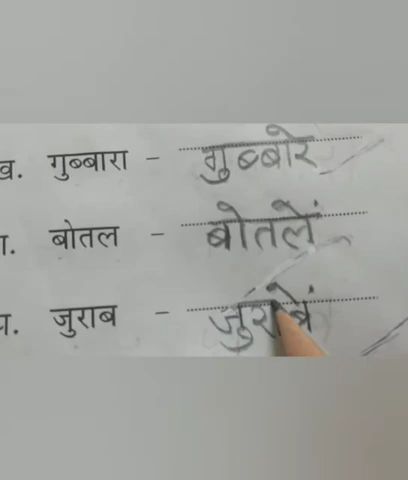 ख. गुब्बारा - गुब्बारे
ग. बोतल - बोतलें
घ. जुराब - जुराबें